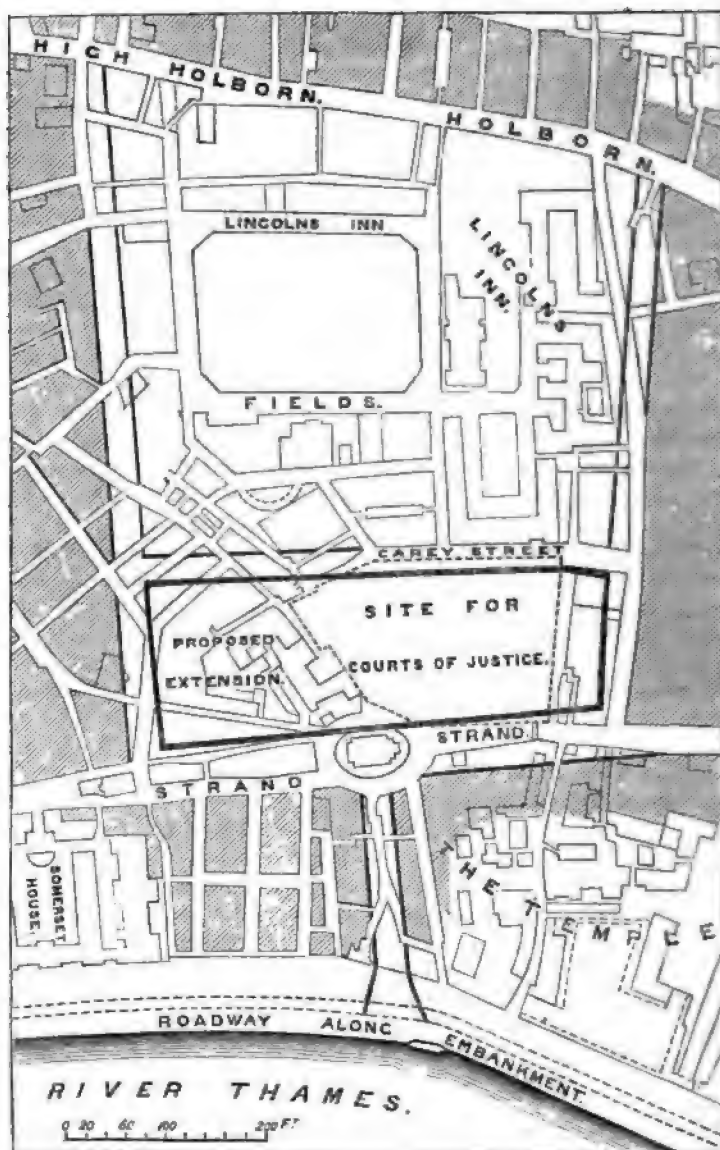 HIGH HOLBORN.
HOLBORN.
LINCOLNS INN
LINCOLNS
INN.
FIELDS.
CAREY STREET
SITE FOR
COURTS OF JUSTICE.
PROPOSED
EXTENSION.
STRAND.
STRAND
SOMERSET
HOUSE.
THE TEMPLE
ROADWAY ALONG EMBANKMENT
RIVER THAMES.
0 20 60 100 200 FT